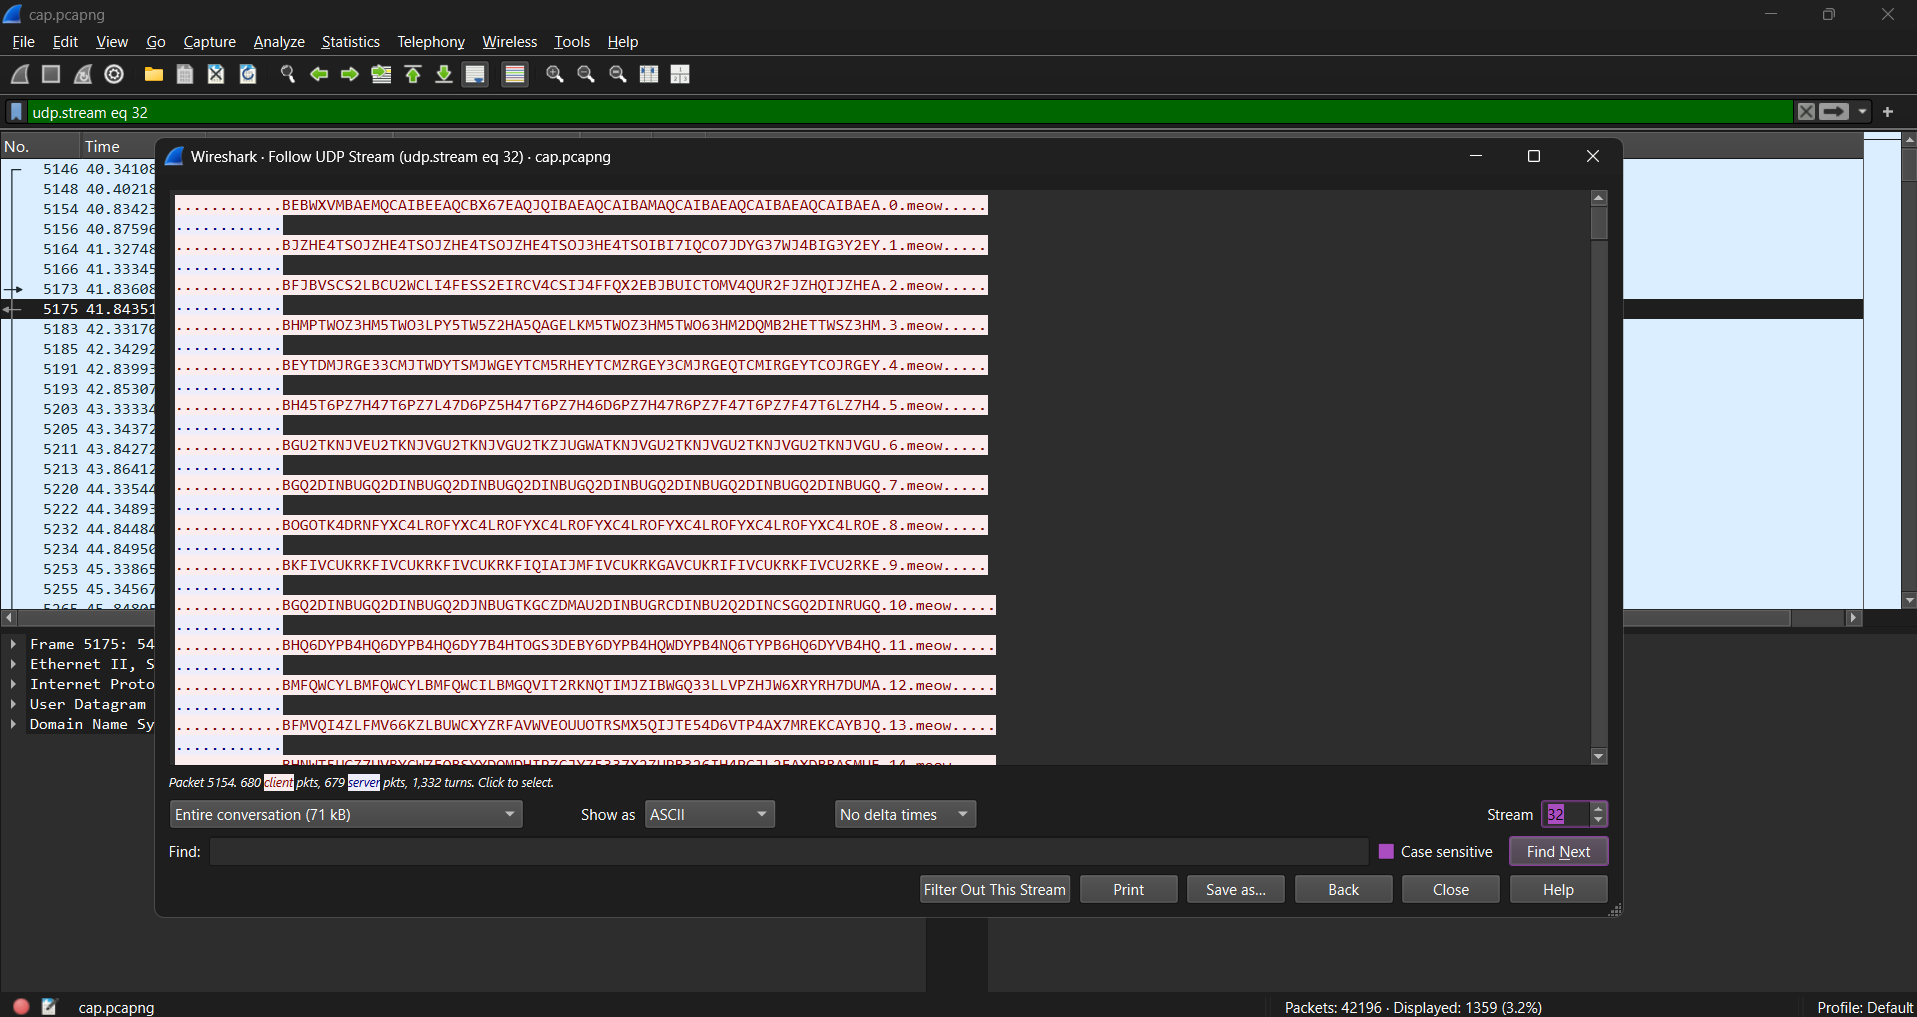 cap.pcapng
File Edit View Go Capture Analyze Statistics Telephony Wireless Tools Help
udp.stream eq 32
No. Time
Wireshark · Follow UDP Stream (udp.stream eq 32) · cap.pcapng
5146 40.34108
5148 40.40218
5154 40.83423
5156 40.87596
5164 41.32748
5166 41.33345
5173 41.83608
5175 41.84351
5183 42.33170
5185 42.34292
5191 42.83993
5193 42.85307
5203 43.33334
5205 43.34372
5211 43.84272
5213 43.86412
5220 44.33544
5222 44.34893
5232 44.84484
5234 44.84950
5253 45.33865
5255 45.34567
............BEBWXVMBAEMQCAIBEEAQCBX67EAQJQIBAEAQCAIBAMAQCAIBAEAQCAIBAEAQCAIBAEA.0.meow.....
............
............BJZHE4TSOJZHE4TSOJZHE4TSOJZHE4TSOJ3HE4TSOIBI7IQCO7JDYG37WJ4BIG3Y2EY.1.meow.....
............
............BFJBVSCS2LBCU2WCLI4FESS2EIRCV4CSIJ4FFQX2EBJBUICTOMV4QUR2FJZHQIJZHEA.2.meow.....
............
............BHMPTWOZ3HM5TWO3LPY5TW5Z2HA5QAGELKM5TWOZ3HM5TWO63HM2DQMB2HETTWSZ3HM.3.meow.....
............
............BEYTDMJRGE33CMJTWDYTSMJWGEYTCM5RHEYTCMZRGEY3CMJRGEQTCMIRGEYTCOJRGEY.4.meow.....
............
............BH45T6PZ7H47T6PZ7L47D6PZ5H47T6PZ7H46D6PZ7H47R6PZ7F47T6PZ7F47T6LZ7H4.5.meow.....
............
............BGU2TKNJVEU2TKNJVGU2TKNJVGU2TKZJUGWATKNJVGU2TKNJVGU2TKNJVGU2TKNJVGU.6.meow.....
............
............BGQ2DINBUGQ2DINBUGQ2DINBUGQ2DINBUGQ2DINBUGQ2DINBUGQ2DINBUGQ2DINBUGQ.7.meow.....
............
............BOGOTK4DRNFYXC4LROFYXC4LROFYXC4LROFYXC4LROFYXC4LROFYXC4LROFYXC4LROE.8.meow.....
............
............BKFIVCUKRKFIVCUKRKFIVCUKRKFIQIAIJMFIVCUKRKGAVCUKRIFIVCUKRKFIVCU2RKE.9.meow.....
............
............BGQ2DINBUGQ2DINBUGQ2DJNBUGTKGCZDMAU2DINBUGRCDINBU2Q2DINCSGQ2DINRUGQ.10.meow.....
............
............BHQ6DYPB4HQ6DYPB4HQ6DY7B4HTOGS3DEBY6DYPB4HQWDYPB4NQ6TYPB6HQ6DYVB4HQ.11.meow.....
............
............BMFQWCYLBMFQWCYLBMFQWCILBMGQVIT2RKNQTIMJZIBWGQ33LLVPZHJW6XRYRH7DUMA.12.meow.....
............
............BFMVQI4ZLFMV66KZLBUWCXYZRFAVWVEOUUOTRSMX5QIJTE54D6VTP4AX7MREKCAYBJQ.13.meow.....
............
Packet 5154. 680 client pkts, 679 server pkts, 1,332 turns. Click to select.
Entire conversation (71 kB) Show as ASCII No delta times Stream 32
Find: Case sensitive Find Next
Filter Out This Stream Print Save as... Back Close Help
Frame 5175: 54
Ethernet II, S
Internet Proto
User Datagram
Domain Name Sy
cap.pcapng Packets: 42196 · Displayed: 1359 (3.2%) Profile: Default